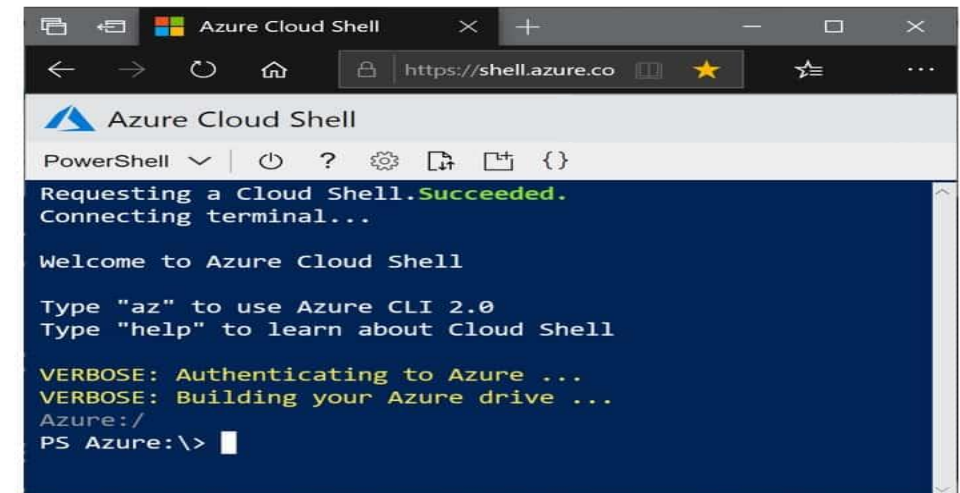 Azure Cloud Shell
https://shell.azure.co
Azure Cloud Shell
PowerShell
?
{}
Requesting a Cloud Shell.Succeeded.
Connecting terminal...
Welcome to Azure Cloud Shell
Type "az" to use Azure CLI 2.0
Type "help" to learn about Cloud Shell
VERBOSE: Authenticating to Azure ...
VERBOSE: Building your Azure drive ...
Azure:/
PS Azure:\>